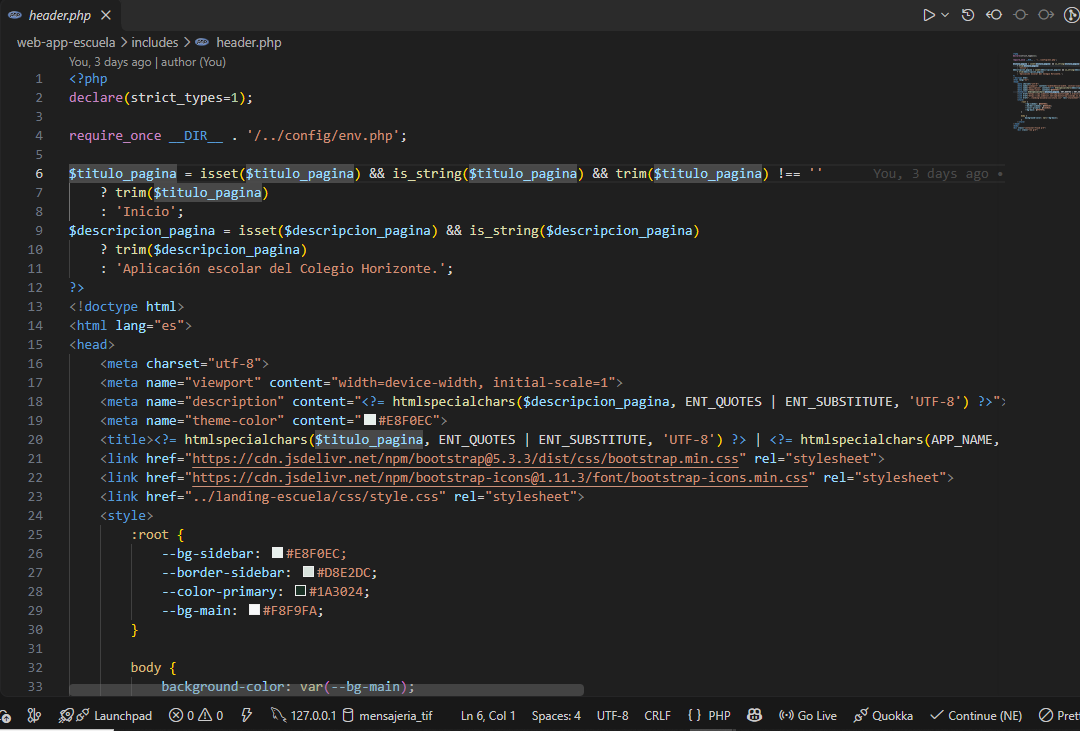 header.php
web-app-escuela > includes > header.php
You, 3 days ago | author (You)
1 <?php
2 declare(strict_types=1);
3
4 require_once __DIR__ . '/../config/env.php';
5
6 $titulo_pagina = isset($titulo_pagina) && is_string($titulo_pagina) && trim($titulo_pagina) !== '' You, 3 days ago •
7 ? trim($titulo_pagina)
8 : 'Inicio';
9 $descripcion_pagina = isset($descripcion_pagina) && is_string($descripcion_pagina)
10 ? trim($descripcion_pagina)
11 : 'Aplicación escolar del Colegio Horizonte.';
12 ?>
13 <!doctype html>
14 <html lang="es">
15 <head>
16 <meta charset="utf-8">
17 <meta name="viewport" content="width=device-width, initial-scale=1">
18 <meta name="description" content="<?= htmlspecialchars($descripcion_pagina, ENT_QUOTES | ENT_SUBSTITUTE, 'UTF-8') ?>">
19 <meta name="theme-color" content="#E8F0EC">
20 <title><?= htmlspecialchars($titulo_pagina, ENT_QUOTES | ENT_SUBSTITUTE, 'UTF-8') ?> | <?= htmlspecialchars(APP_NAME,
21 <link href="https://cdn.jsdelivr.net/npm/bootstrap@5.3.3/dist/css/bootstrap.min.css" rel="stylesheet">
22 <link href="https://cdn.jsdelivr.net/npm/bootstrap-icons@1.11.3/font/bootstrap-icons.min.css" rel="stylesheet">
23 <link href="../landing-escuela/css/style.css" rel="stylesheet">
24 <style>
25 :root {
26 --bg-sidebar: #E8F0EC;
27 --border-sidebar: #D8E2DC;
28 --color-primary: #1A3024;
29 --bg-main: #F8F9FA;
30 }
31
32 body {
33 background-color: var(--bg-main);
Launchpad 0 0 127.0.0.1 mensajeria_tif Ln 6, Col 1 Spaces: 4 UTF-8 CRLF { } PHP Go Live Quokka Continue (NE) Prett